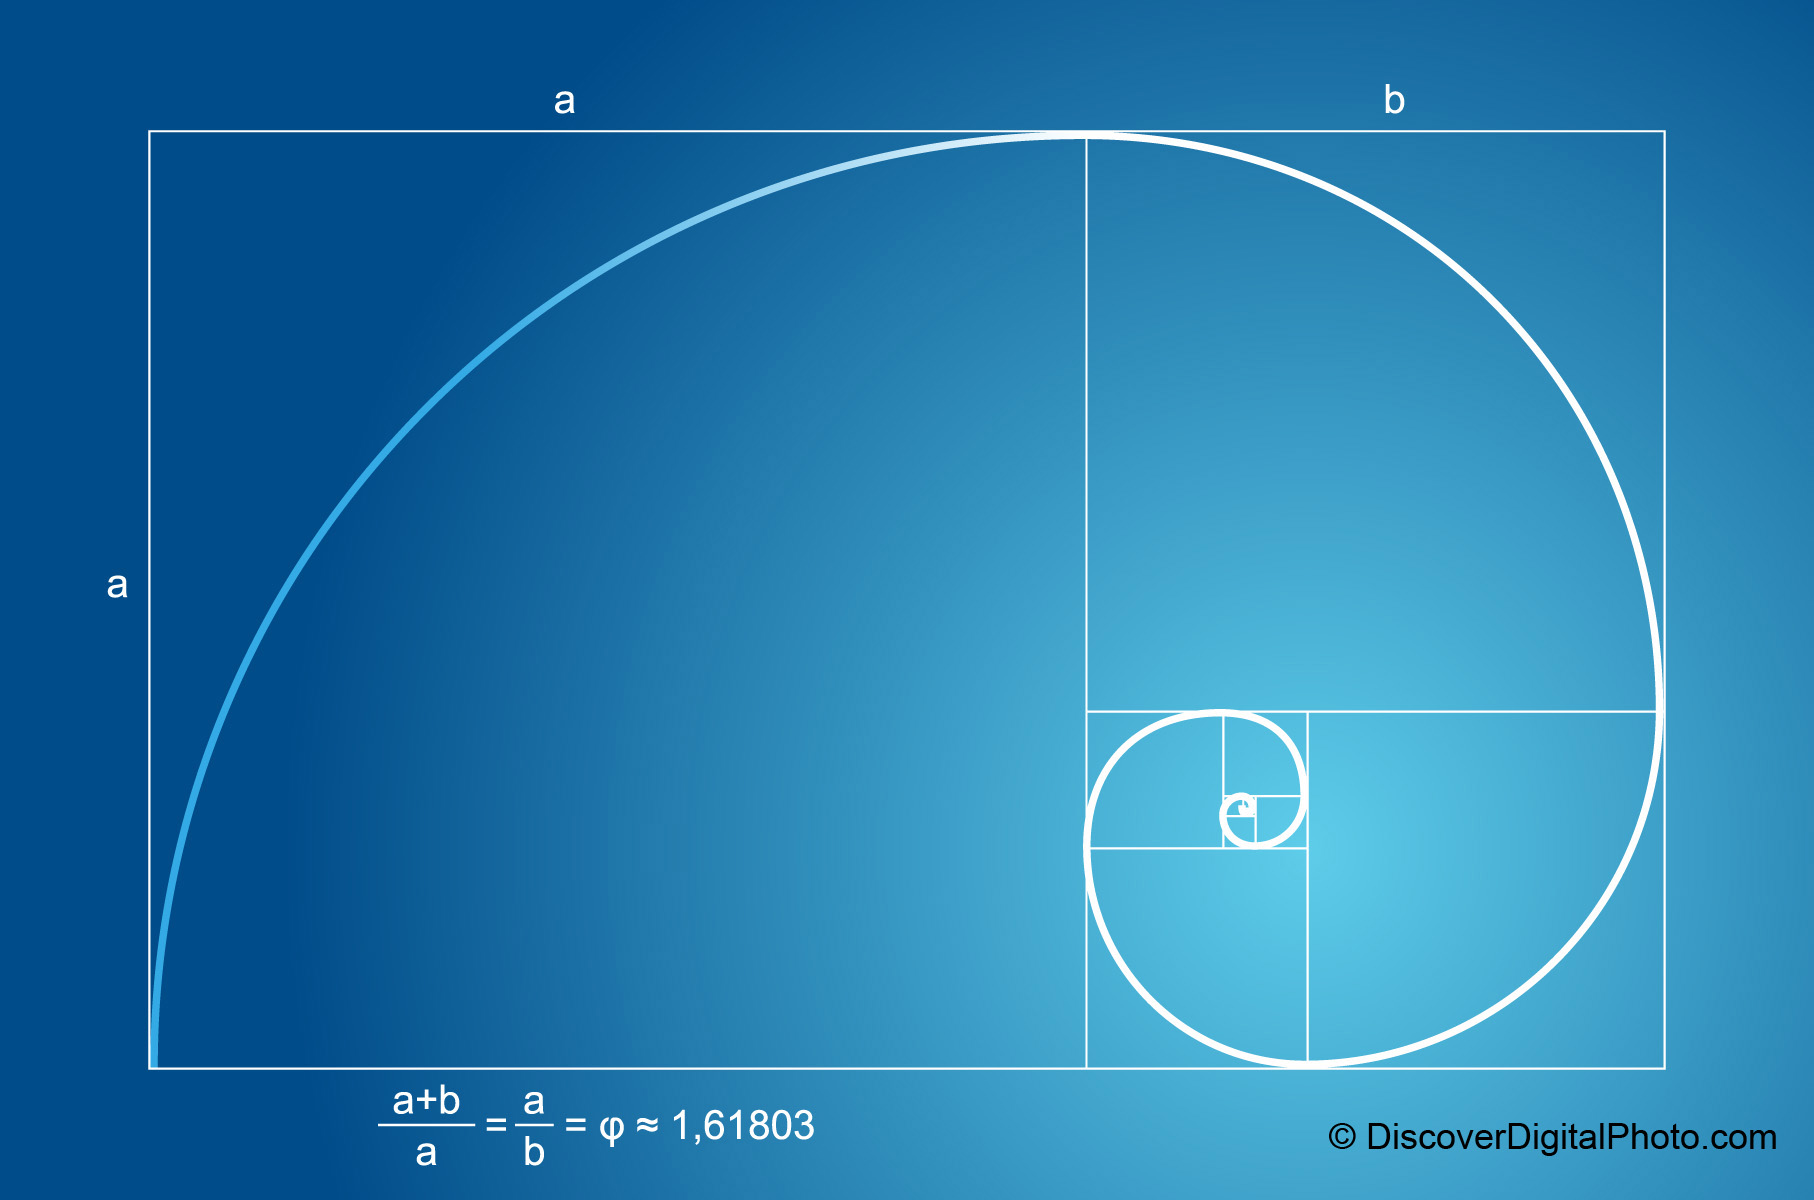 a b
a
a+b
a
=
a
b
= φ ≈ 1,61803
© DiscoverDigitalPhoto.com